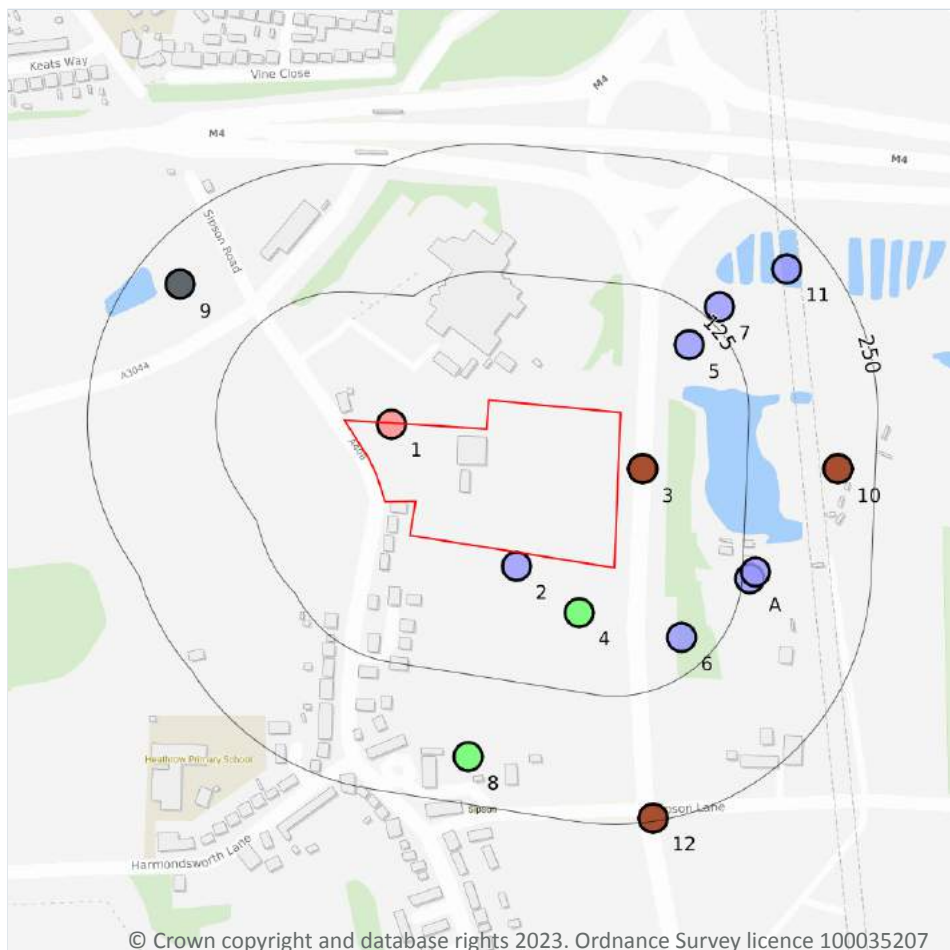 Keats Way
Vine Close
M4
M4
M4
Sipson Road
11
9
7
125
5
250
A3044
1
A408
3
10
2
A
4
6
Heathrow Primary School
8
Sipson
pson Lane
12
Harmondsworth Lane
© Crown copyright and database rights 2023. Ordnance Survey licence 100035207